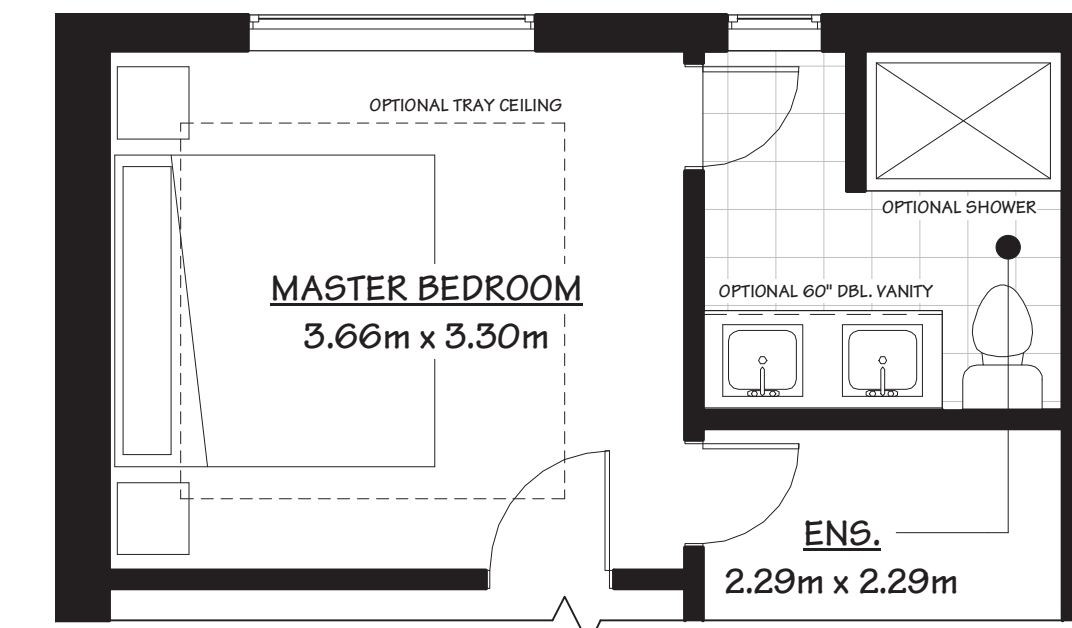 OPTIONAL TRAY CEILING
OPTIONAL SHOWER
MASTER BEDROOM
3.66m x 3.30m
OPTIONAL 60" DBL. VANITY
ENS.
2.29m x 2.29m